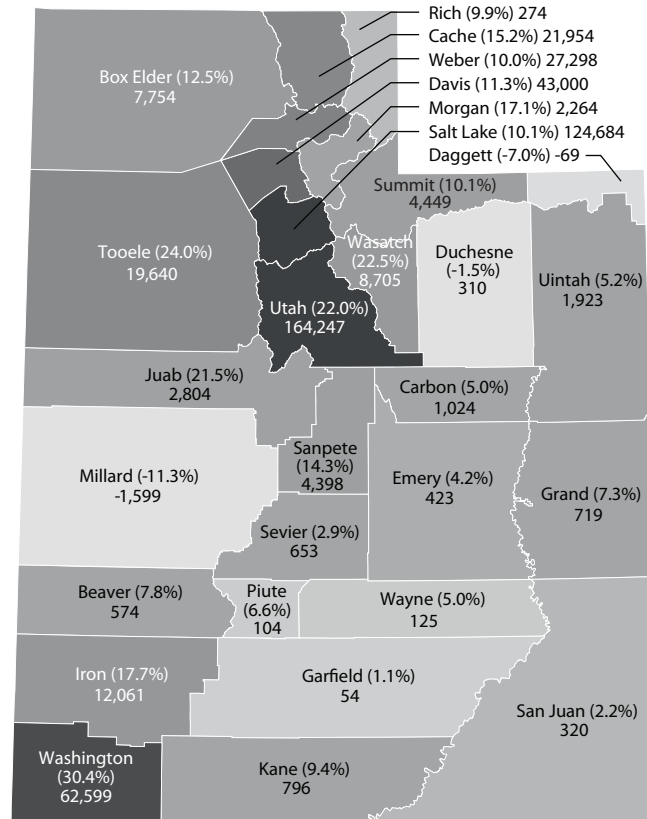 Rich (9.9%) 274
Cache (15.2%) 21,954
Weber (10.0%) 27,298
Davis (11.3%) 43,000
Morgan (17.1%) 2,264
Salt Lake (10.1%) 124,684
Daggett (-7.0%) -69
Box Elder (12.5%)
7,754
Summit (10.1%)
4,449
Tooele (24.0%)
19,640
Wasatch
(22.5%)
8,705
Duchesne
(-1.5%)
310
Uintah (5.2%)
1,923
Utah (22.0%)
164,247
Juab (21.5%)
2,804
Carbon (5.0%)
1,024
Millard (-11.3%)
-1,599
Sanpete
(14.3%)
4,398
Emery (4.2%)
423
Grand (7.3%)
719
Sevier (2.9%)
653
Beaver (7.8%)
574
Piute
(6.6%)
104
Wayne (5.0%)
125
Iron (17.7%)
12,061
Garfield (1.1%)
54
San Juan (2.2%)
320
Washington
(30.4%)
62,599
Kane (9.4%)
796